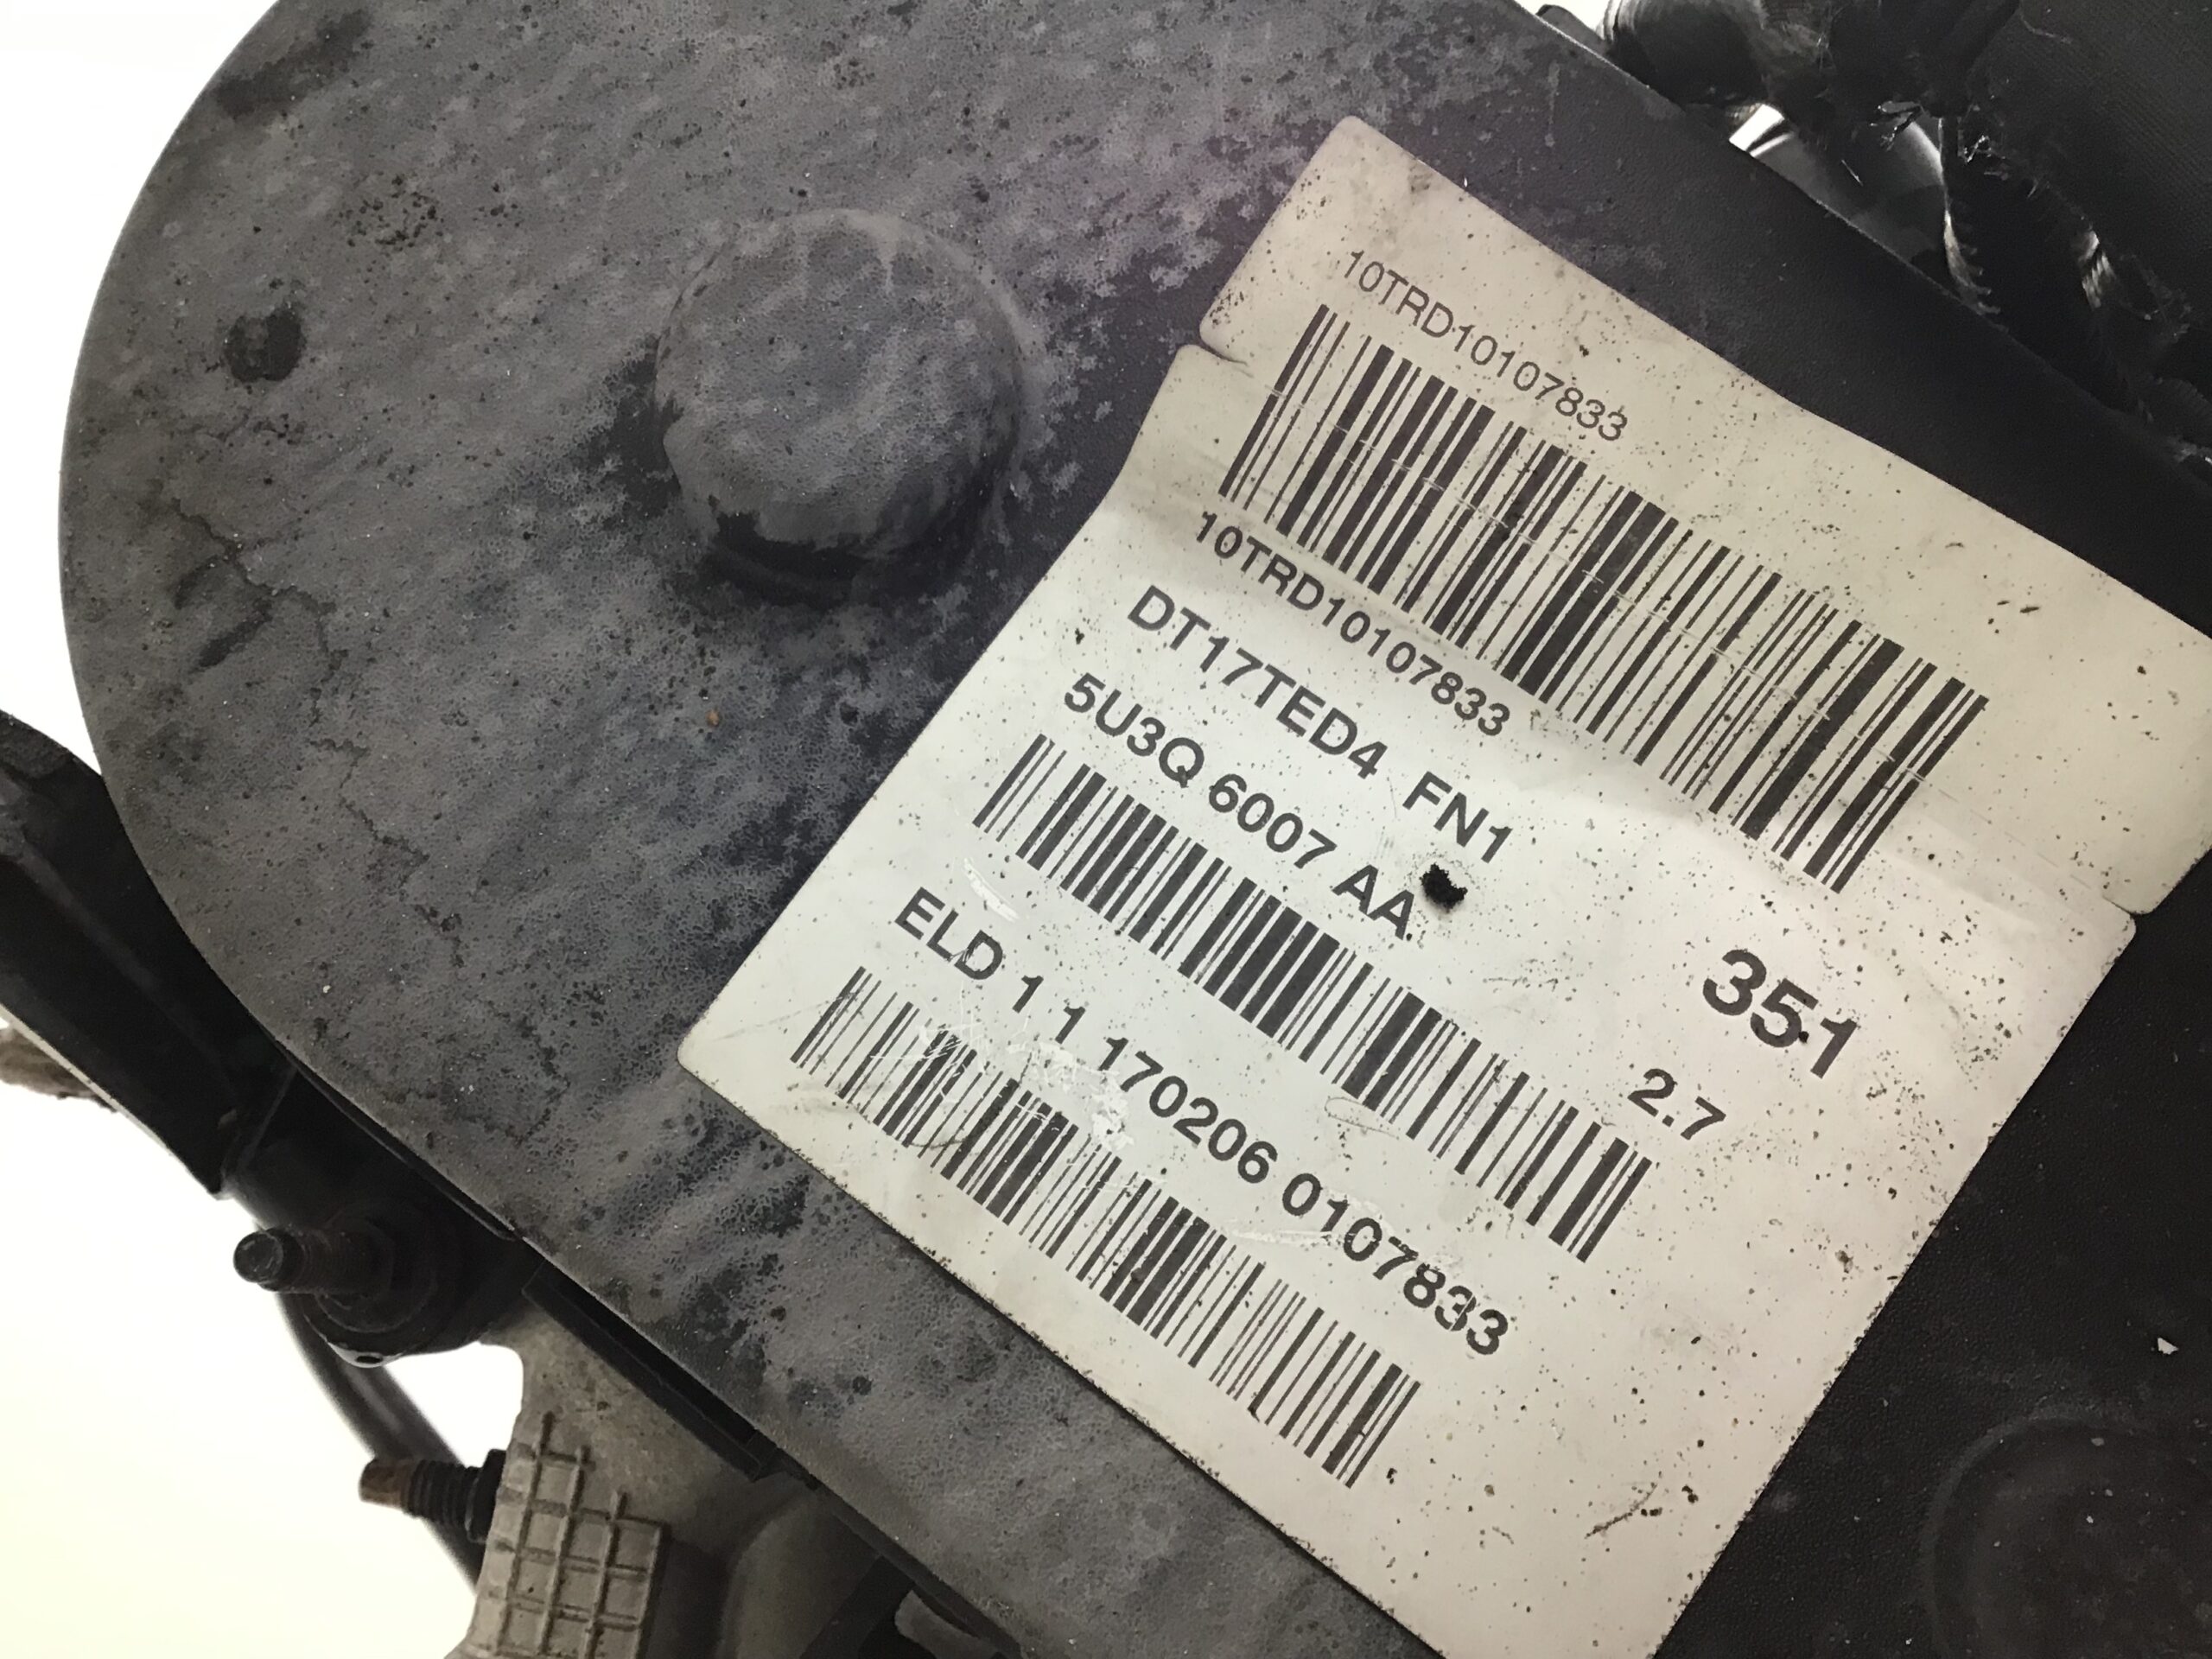 10TRD10107833
10TRD10107833
DT17TED4 FN1
5U3Q 6007 AA
351
2.7
ELD 1 1 170206 0107833